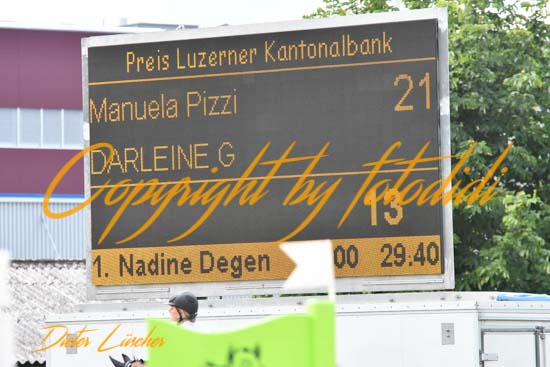 Preis Luzerner Kantonalbank
Manuela Pizzi 21
DARLEINE G
Copyright by fotodidi
13
1. Nadine Degen 00 29:40
Dieter Lüscher